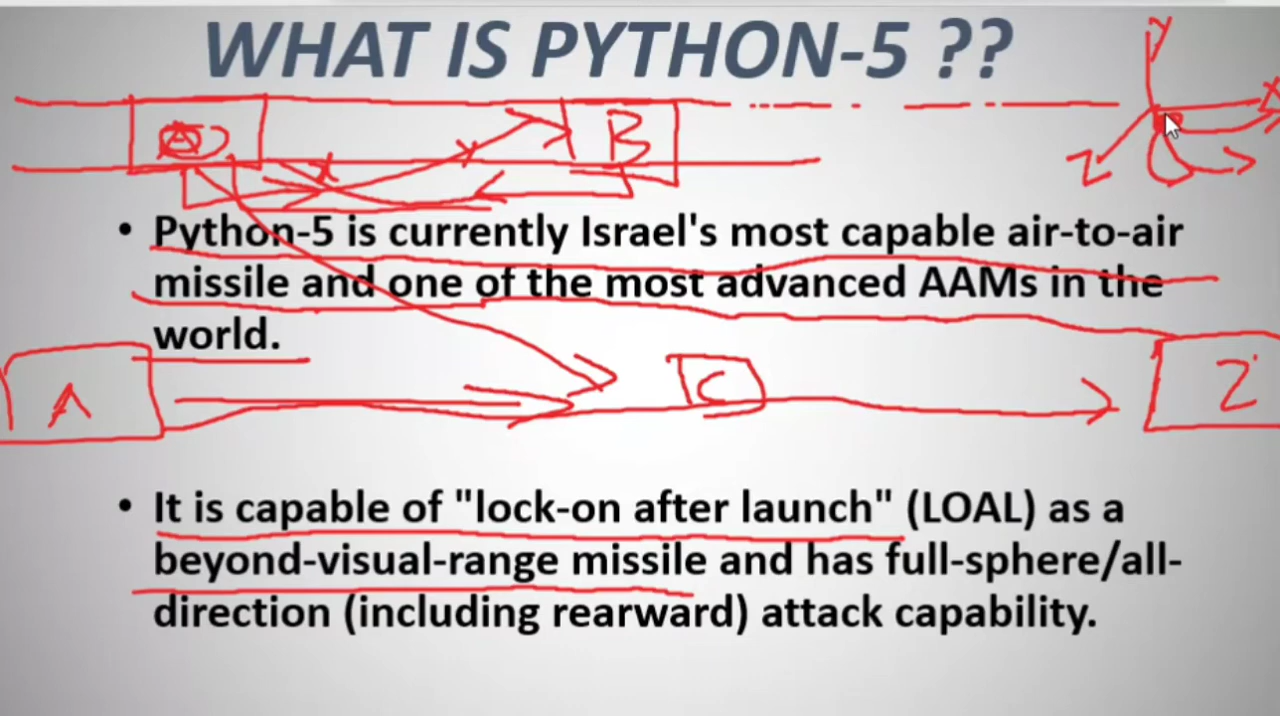 WHAT IS PYTHON-5 ??
y
A
B
X
Z
• Python-5 is currently Israel's most capable air-to-air
missile and one of the most advanced AAMs in the
world.
A
C
Z
• It is capable of "lock-on after launch" (LOAL) as a
beyond-visual-range missile and has full-sphere/all-
direction (including rearward) attack capability.